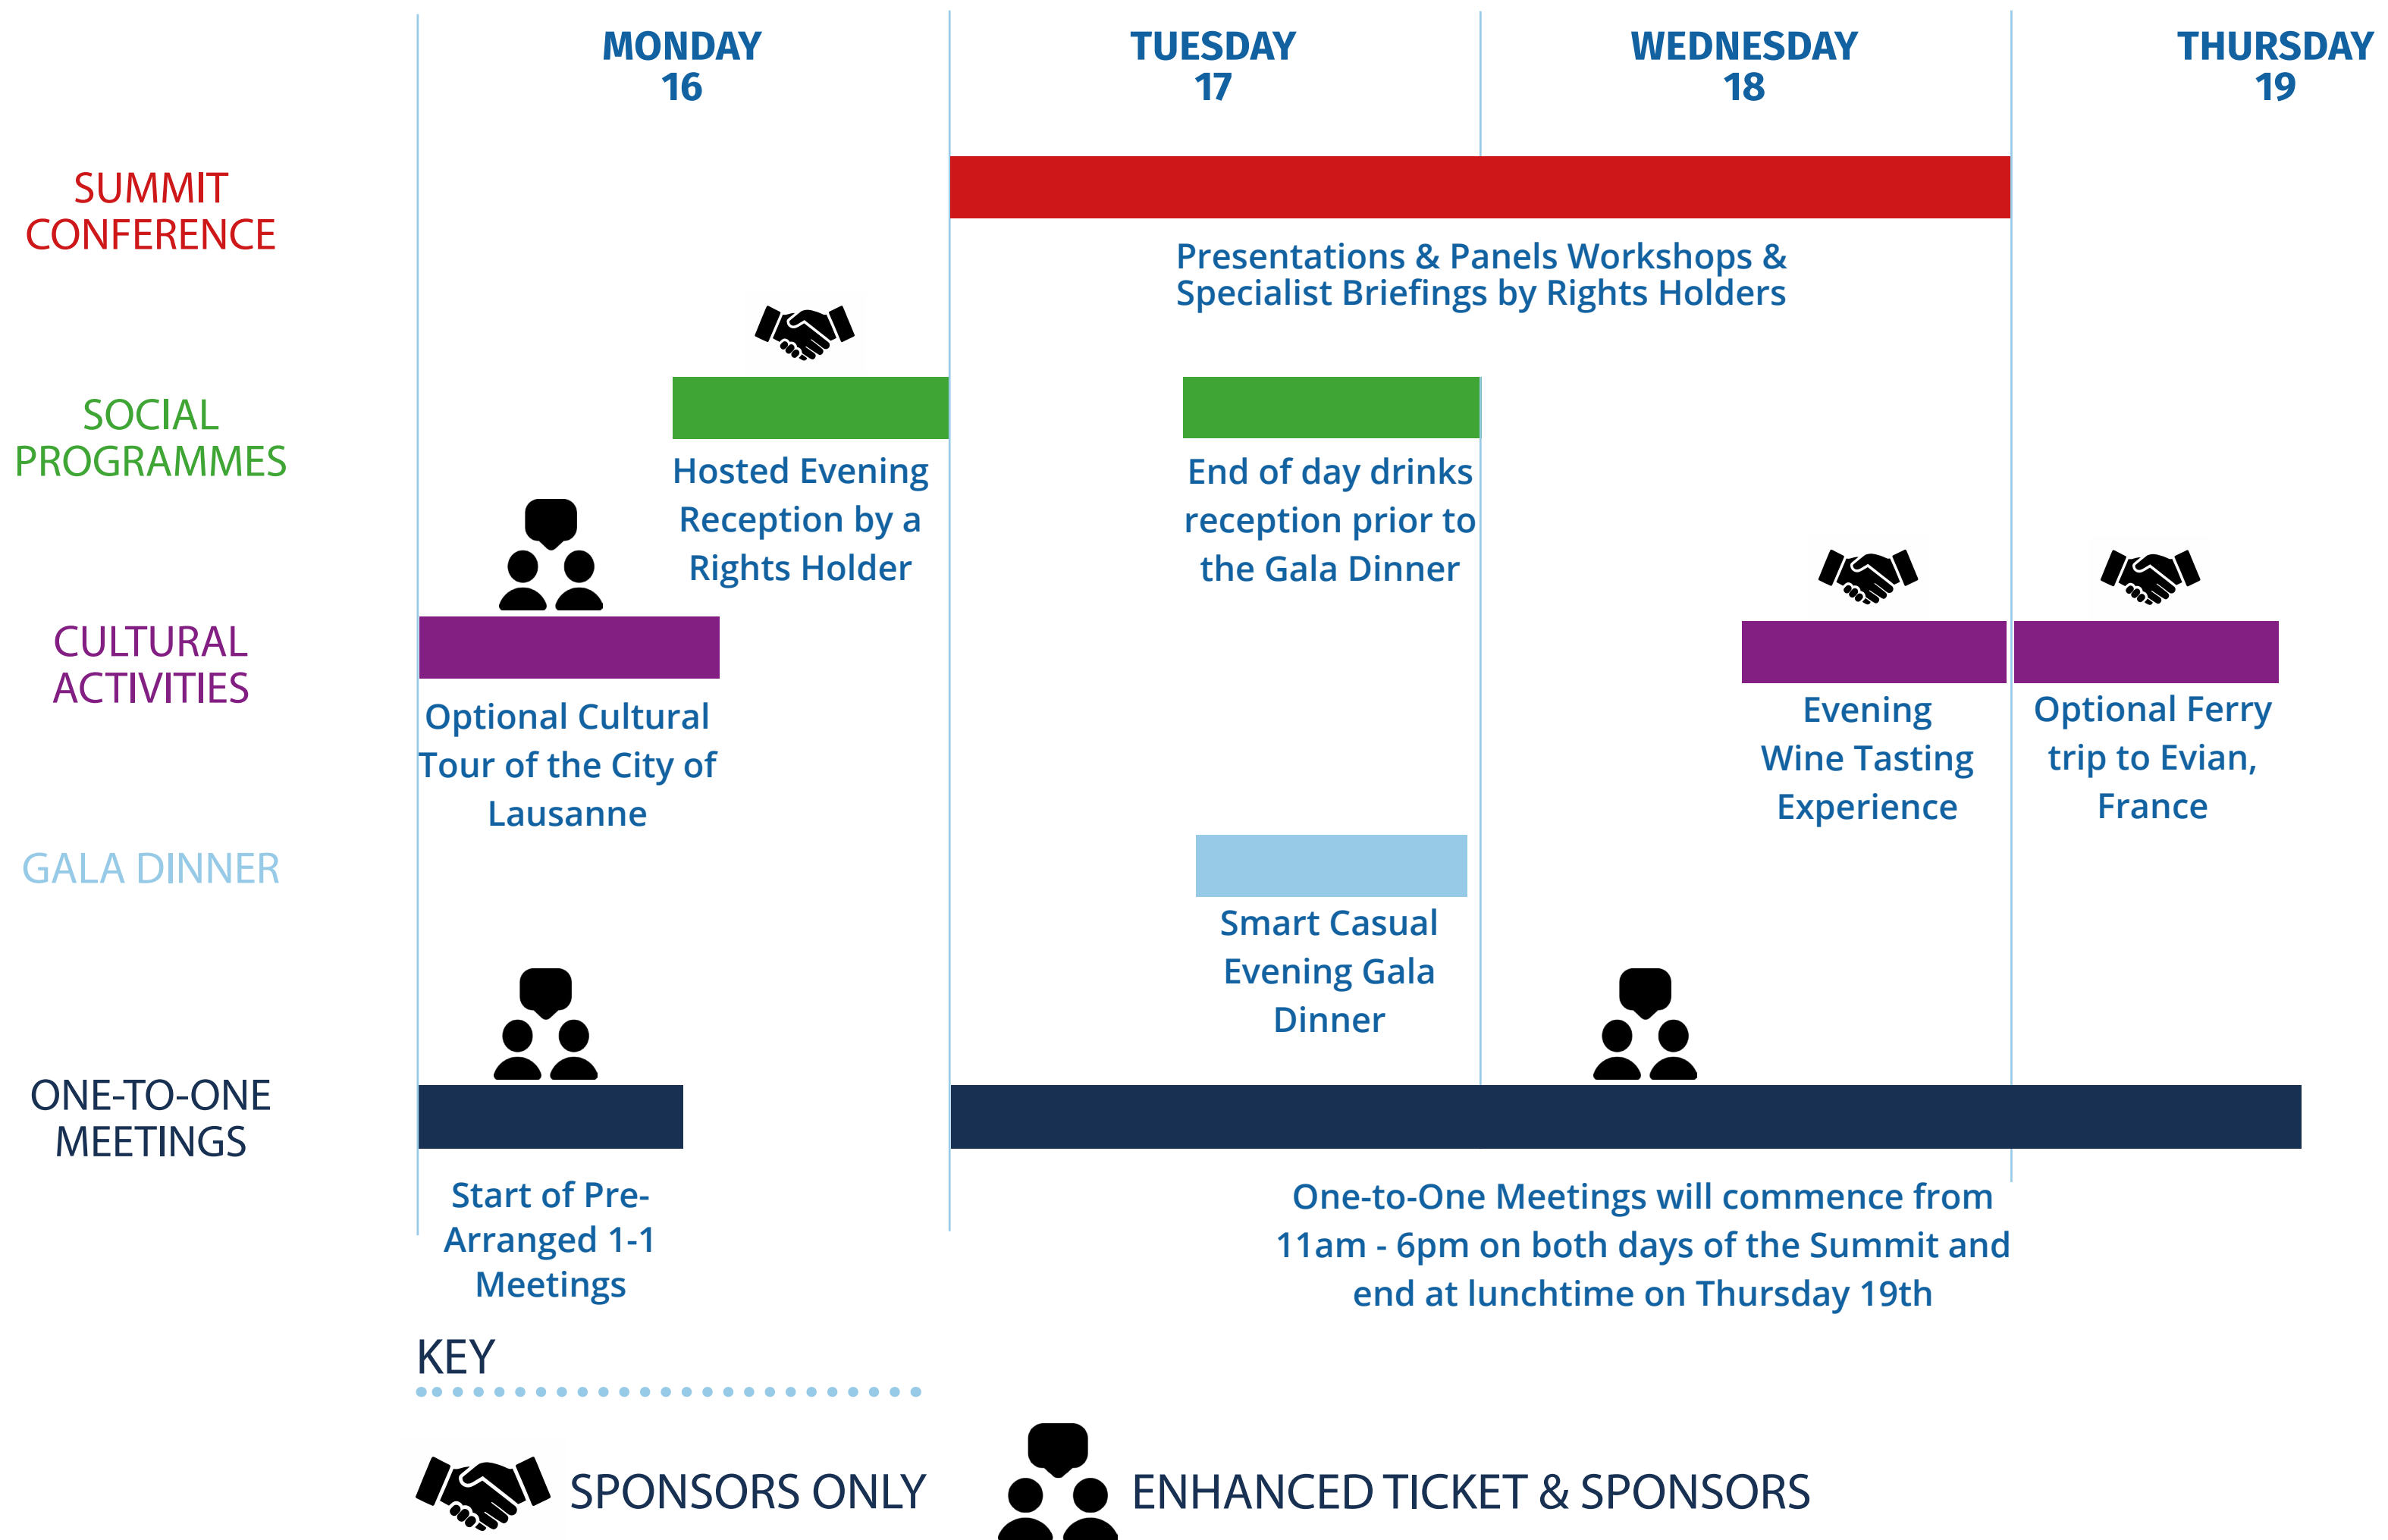 MONDAY
16
TUESDAY
17
WEDNESDAY
18
THURSDAY
19
SUMMIT
CONFERENCE
Presentations & Panels Workshops &
Specialist Briefings by Rights Holders
SOCIAL
PROGRAMMES
Hosted Evening
Reception by a
Rights Holder
End of day drinks
reception prior to
the Gala Dinner
CULTURAL
ACTIVITIES
Optional Cultural
Tour of the City of
Lausanne
Evening
Wine Tasting
Experience
Optional Ferry
trip to Evian,
France
GALA DINNER
Smart Casual
Evening Gala
Dinner
ONE-TO-ONE
MEETINGS
Start of Pre-
Arranged 1-1
Meetings
One-to-One Meetings will commence from
11am - 6pm on both days of the Summit and
end at lunchtime on Thursday 19th
KEY
SPONSORS ONLY
ENHANCED TICKET & SPONSORS